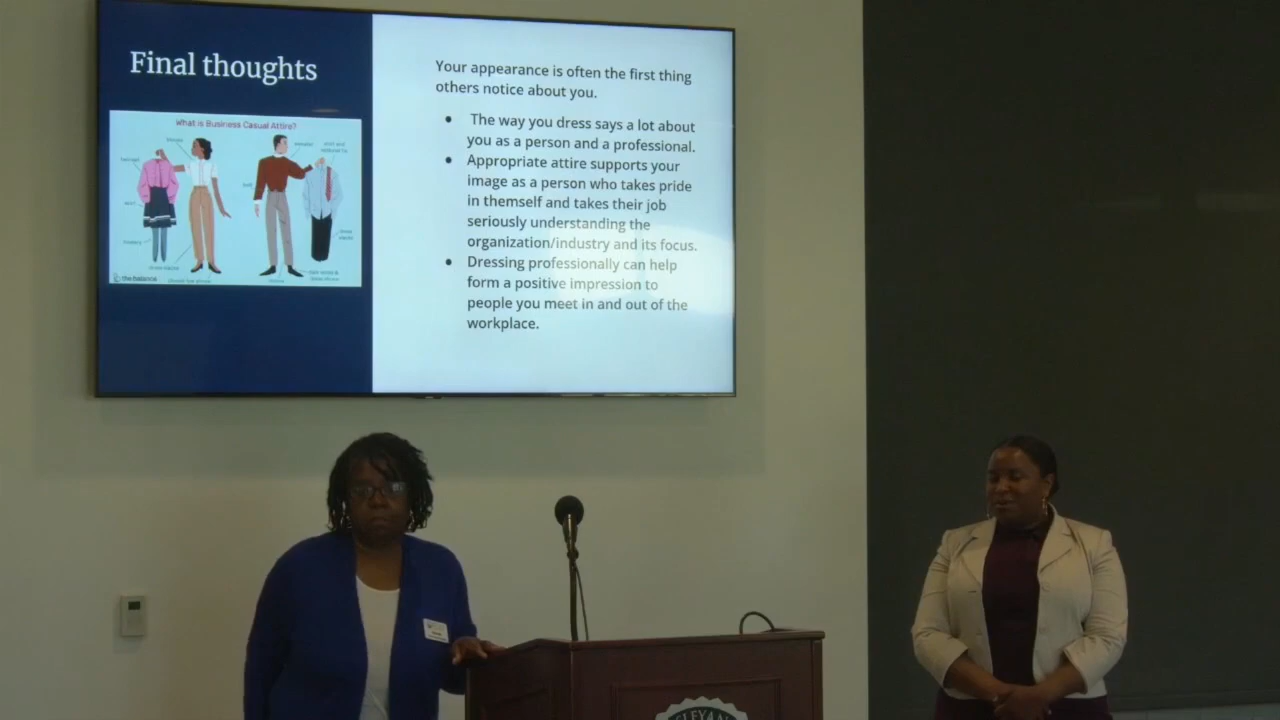 Final thoughts
What is Business Casual Attire?
the balance
Your appearance is often the first thing
others notice about you.
● The way you dress says a lot about
you as a person and a professional.
● Appropriate attire supports your
image as a person who takes pride
in themself and takes their job
seriously understanding the
organization/industry and its focus.
● Dressing professionally can help
form a positive impression to
people you meet in and out of the
workplace.